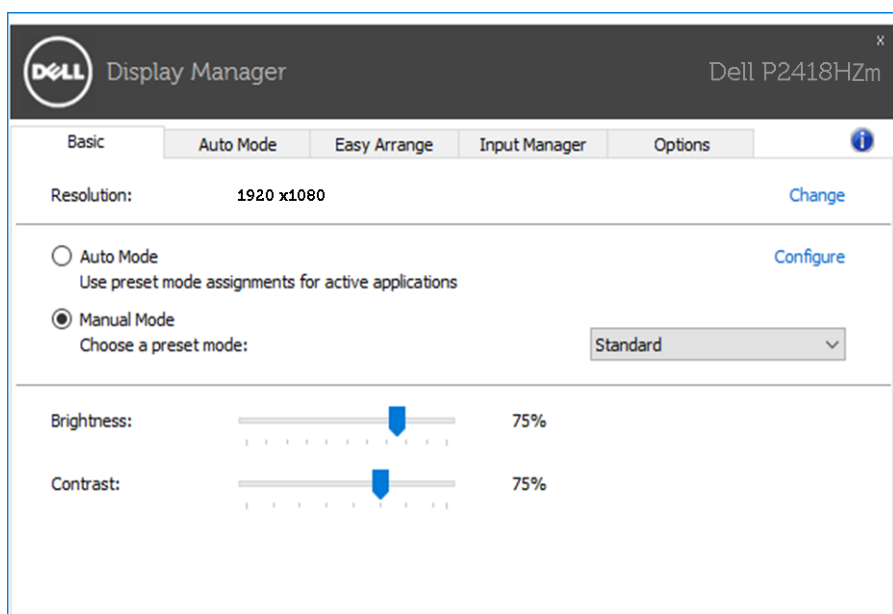 DELL Display Manager
x
Dell P2418HZm
Basic Auto Mode Easy Arrange Input Manager Options i
Resolution: 1920 x1080 Change
Auto Mode Configure
Use preset mode assignments for active applications
Manual Mode
Choose a preset mode: Standard
Brightness: 75%
Contrast: 75%